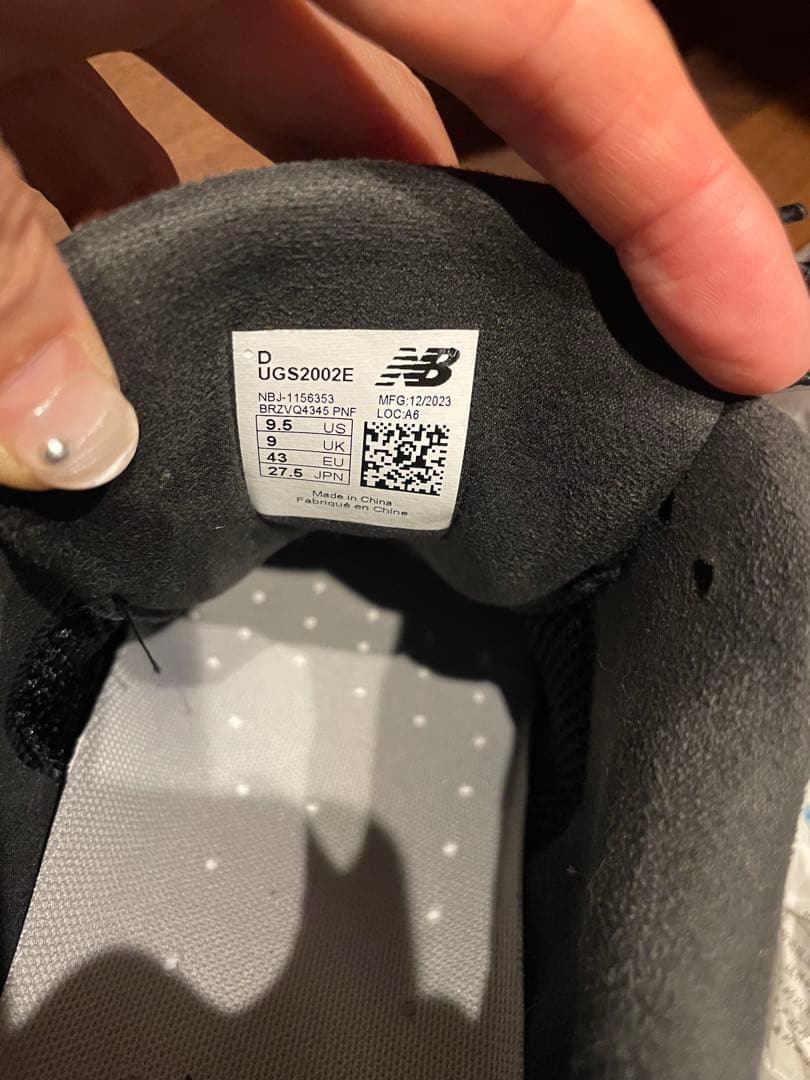 D
UGS2002E
NB
NBJ-1156353
BRZVQ4345 PNF
MFG:12/2023
LOC:A6
9.5 US
9 UK
43 EU
27.5 JPN
Made in China
Fabriqué en Chine